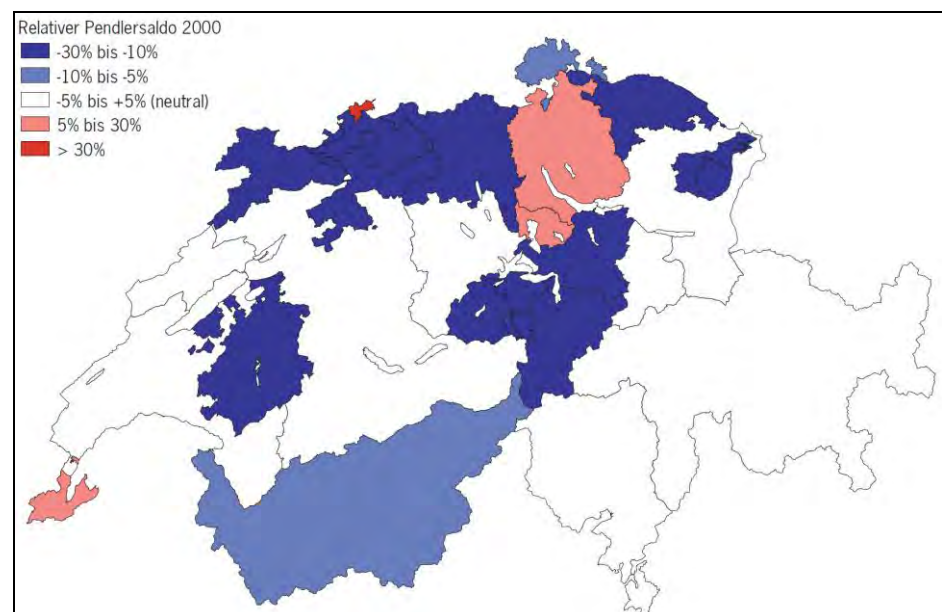 Relativer Pendlersaldo 2000
-30% bis -10%
-10% bis -5%
-5% bis +5% (neutral)
5% bis 30%
> 30%